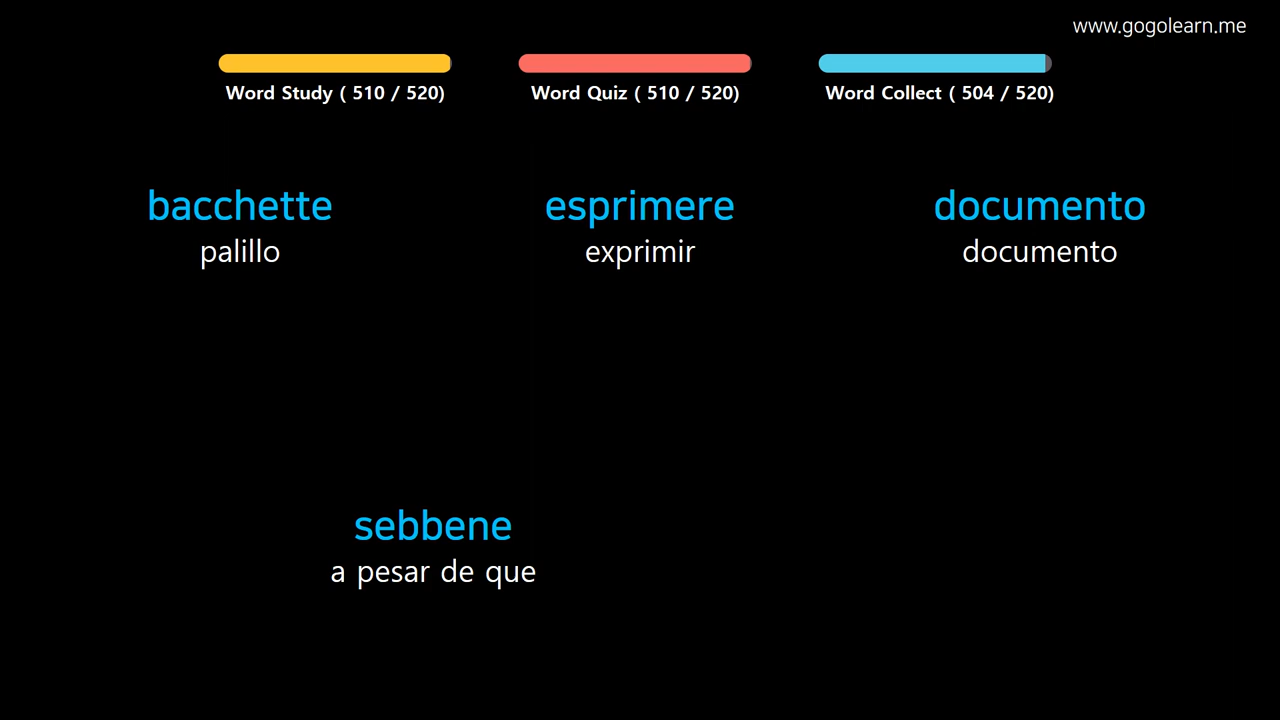 www.gogolearn.me
Word Study ( 510 / 520)
Word Quiz ( 510 / 520)
Word Collect ( 504 / 520)
bacchette
palillo
esprimere
exprimir
documento
documento
sebbene
a pesar de que